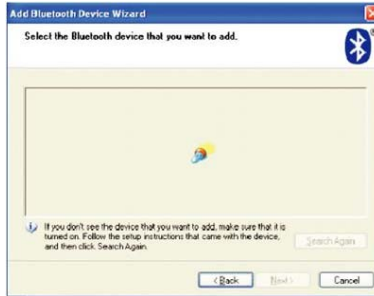 Add Bluetooth Device Wizard
Select the Bluetooth device that you want to add.
If you don't see the device that you want to add, make sure that it is
turned on. Follow the setup instructions that came with the device,
and then click Search Again.
Search Again
< Back
Next >
Cancel